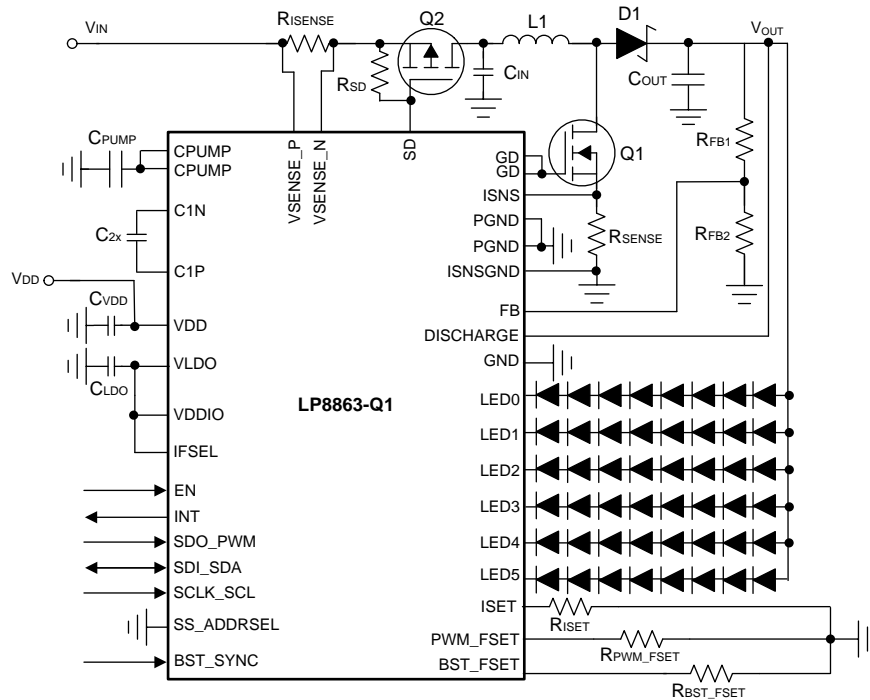 VIN
RISENSE
Q2
L1
D1
VOUT
RSD
CIN
COUT
CPUMP
CPUMP
CPUMP
VSENSE_P
VSENSE_N
SD
GD
GD
Q1
RFB1
C1N
ISNS
C2x
PGND
PGND
RSENSE
RFB2
C1P
ISNSGND
VDD
CVDD
VDD
FB
DISCHARGE
VLDO
GND
CLDO
LP8863-Q1
LED0
VDDIO
LED1
IFSEL
LED2
EN
LED3
INT
SDO_PWM
LED4
SDI_SDA
LED5
SCLK_SCL
ISET
RISET
SS_ADDRSEL
PWM_FSET
RPWM_FSET
BST_SYNC
BST_FSET
RBST_FSET